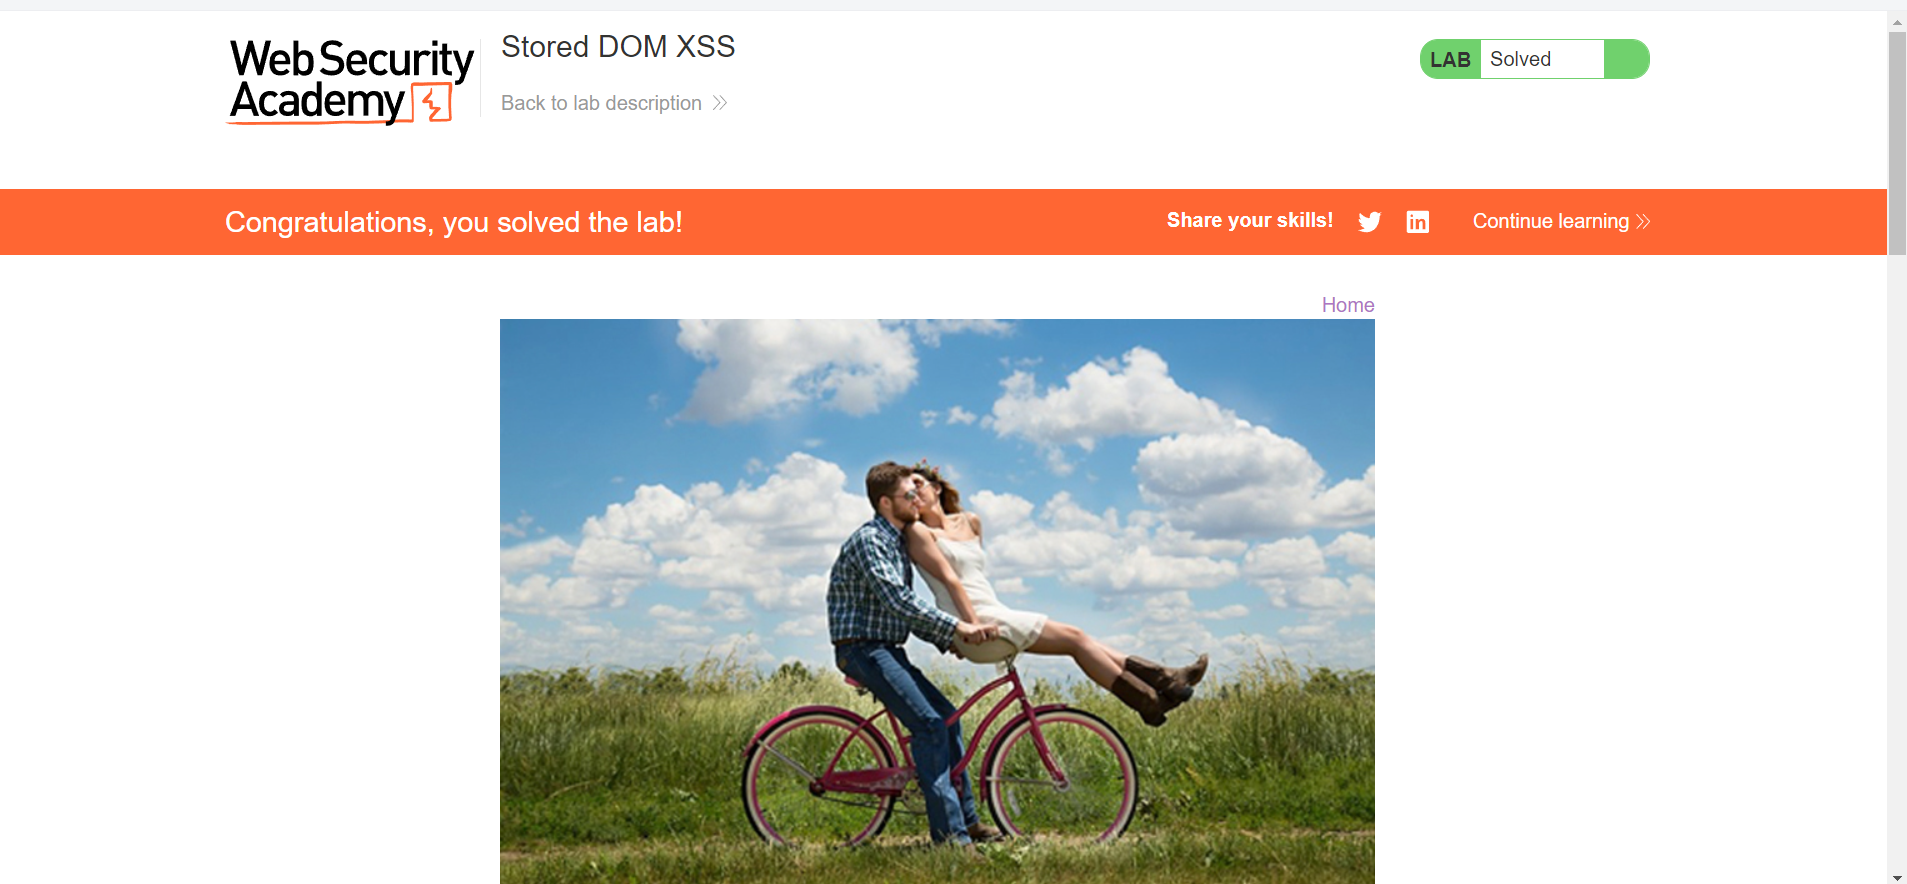 Web Security
Academy
Stored DOM XSS
Back to lab description
LAB Solved
Congratulations, you solved the lab!
Share your skills!
in
Continue learning
Home